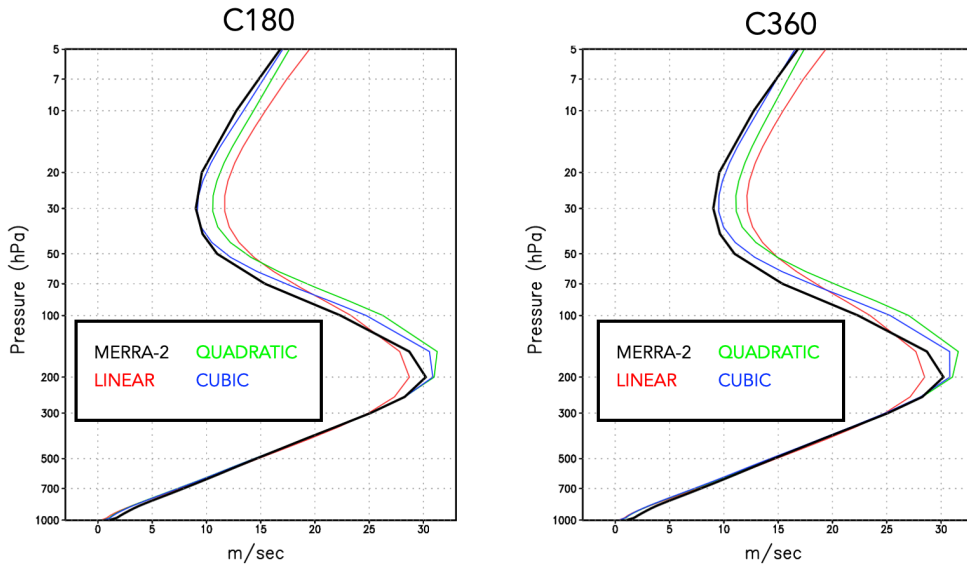 C180
5
7
10
20
30
50
70
100
200
300
500
700
1000
Pressure (hPa)
MERRA-2 QUADRATIC
LINEAR CUBIC
0 5 10 15 20 25 30
m/sec
C360
5
7
10
20
30
50
70
100
200
300
500
700
1000
Pressure (hPa)
MERRA-2 QUADRATIC
LINEAR CUBIC
0 5 10 15 20 25 30
m/sec